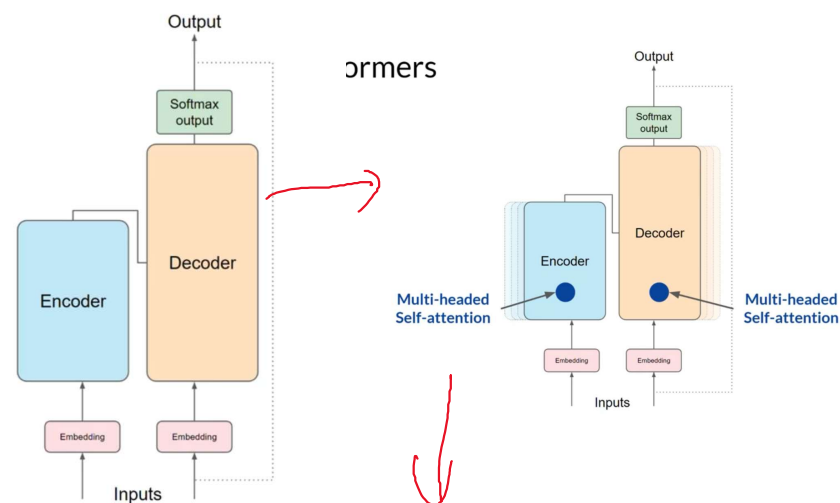 Output
ormers
Softmax
output
Decoder
Encoder
Embedding
Embedding
Inputs
Output
Softmax
output
Decoder
Encoder
Multi-headed
Self-attention
Multi-headed
Self-attention
Embedding
Embedding
Inputs